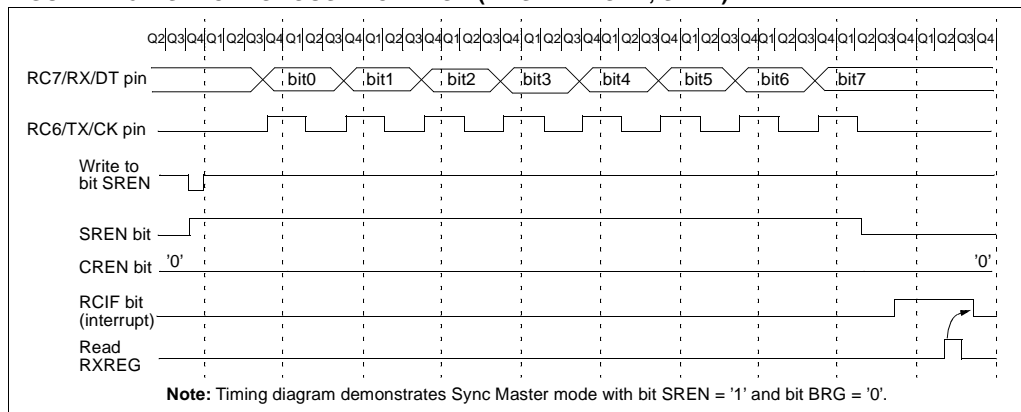 Q2 Q3 Q4 Q1 Q2 Q3 Q4 Q1 Q2 Q3 Q4 Q1 Q2 Q3 Q4 Q1 Q2 Q3 Q4 Q1 Q2 Q3 Q4 Q1 Q2 Q3 Q4 Q1 Q2 Q3 Q4 Q1 Q2 Q3 Q4 Q1 Q2 Q3 Q4 Q1 Q2 Q3 Q4
RC7/RX/DT pin bit0 bit1 bit2 bit3 bit4 bit5 bit6 bit7
RC6/TX/CK pin
Write to
bit SREN
SREN bit
CREN bit '0' '0'
RCIF bit
(interrupt)
Read
RXREG
Note: Timing diagram demonstrates Sync Master mode with bit SREN = '1' and bit BRG = '0'.